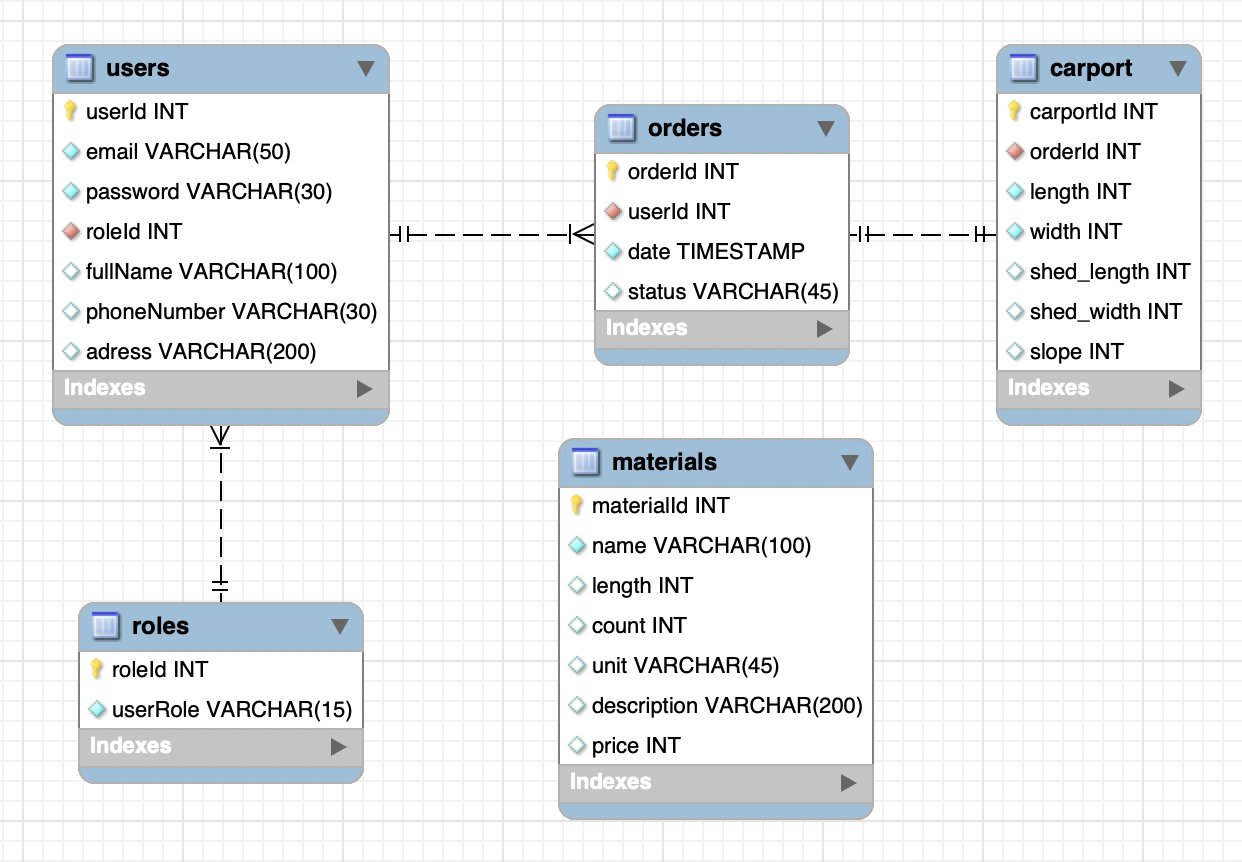 users
userId INT
email VARCHAR(50)
password VARCHAR(30)
roleId INT
fullName VARCHAR(100)
phoneNumber VARCHAR(30)
adress VARCHAR(200)
Indexes
orders
orderId INT
userId INT
date TIMESTAMP
status VARCHAR(45)
Indexes
carport
carportId INT
orderId INT
length INT
width INT
shed_length INT
shed_width INT
slope INT
Indexes
roles
roleId INT
userRole VARCHAR(15)
Indexes
materials
materialId INT
name VARCHAR(100)
length INT
count INT
unit VARCHAR(45)
description VARCHAR(200)
price INT
Indexes